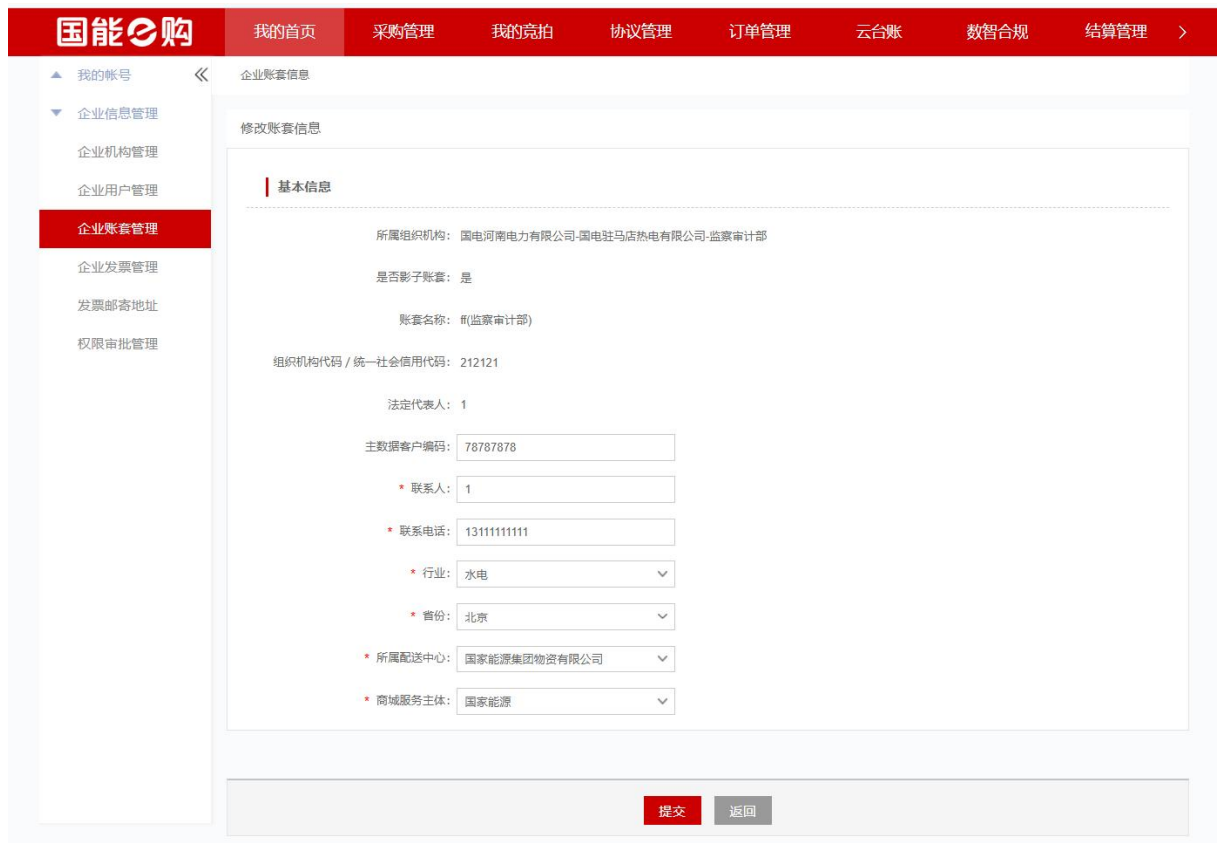 国能e购
我的首页 采购管理 我的竞拍 协议管理 订单管理 云台账 数智合规 结算管理
我的帐号
企业信息管理
企业机构管理
企业用户管理
企业账套管理
企业发票管理
发票邮寄地址
权限审批管理
企业账套信息
修改账套信息
基本信息
所属组织机构: 国电河南电力有限公司-国电驻马店热电有限公司-监察审计部
是否影子账套: 是
账套名称: ff(监察审计部)
组织机构代码 / 统一社会信用代码: 212121
法定代表人: 1
主数据客户编码: 78787878
* 联系人: 1
* 联系电话: 13111111111
* 行业: 水电
* 省份: 北京
* 所属配送中心: 国家能源集团物资有限公司
* 商城服务主体: 国家能源
提交 返回